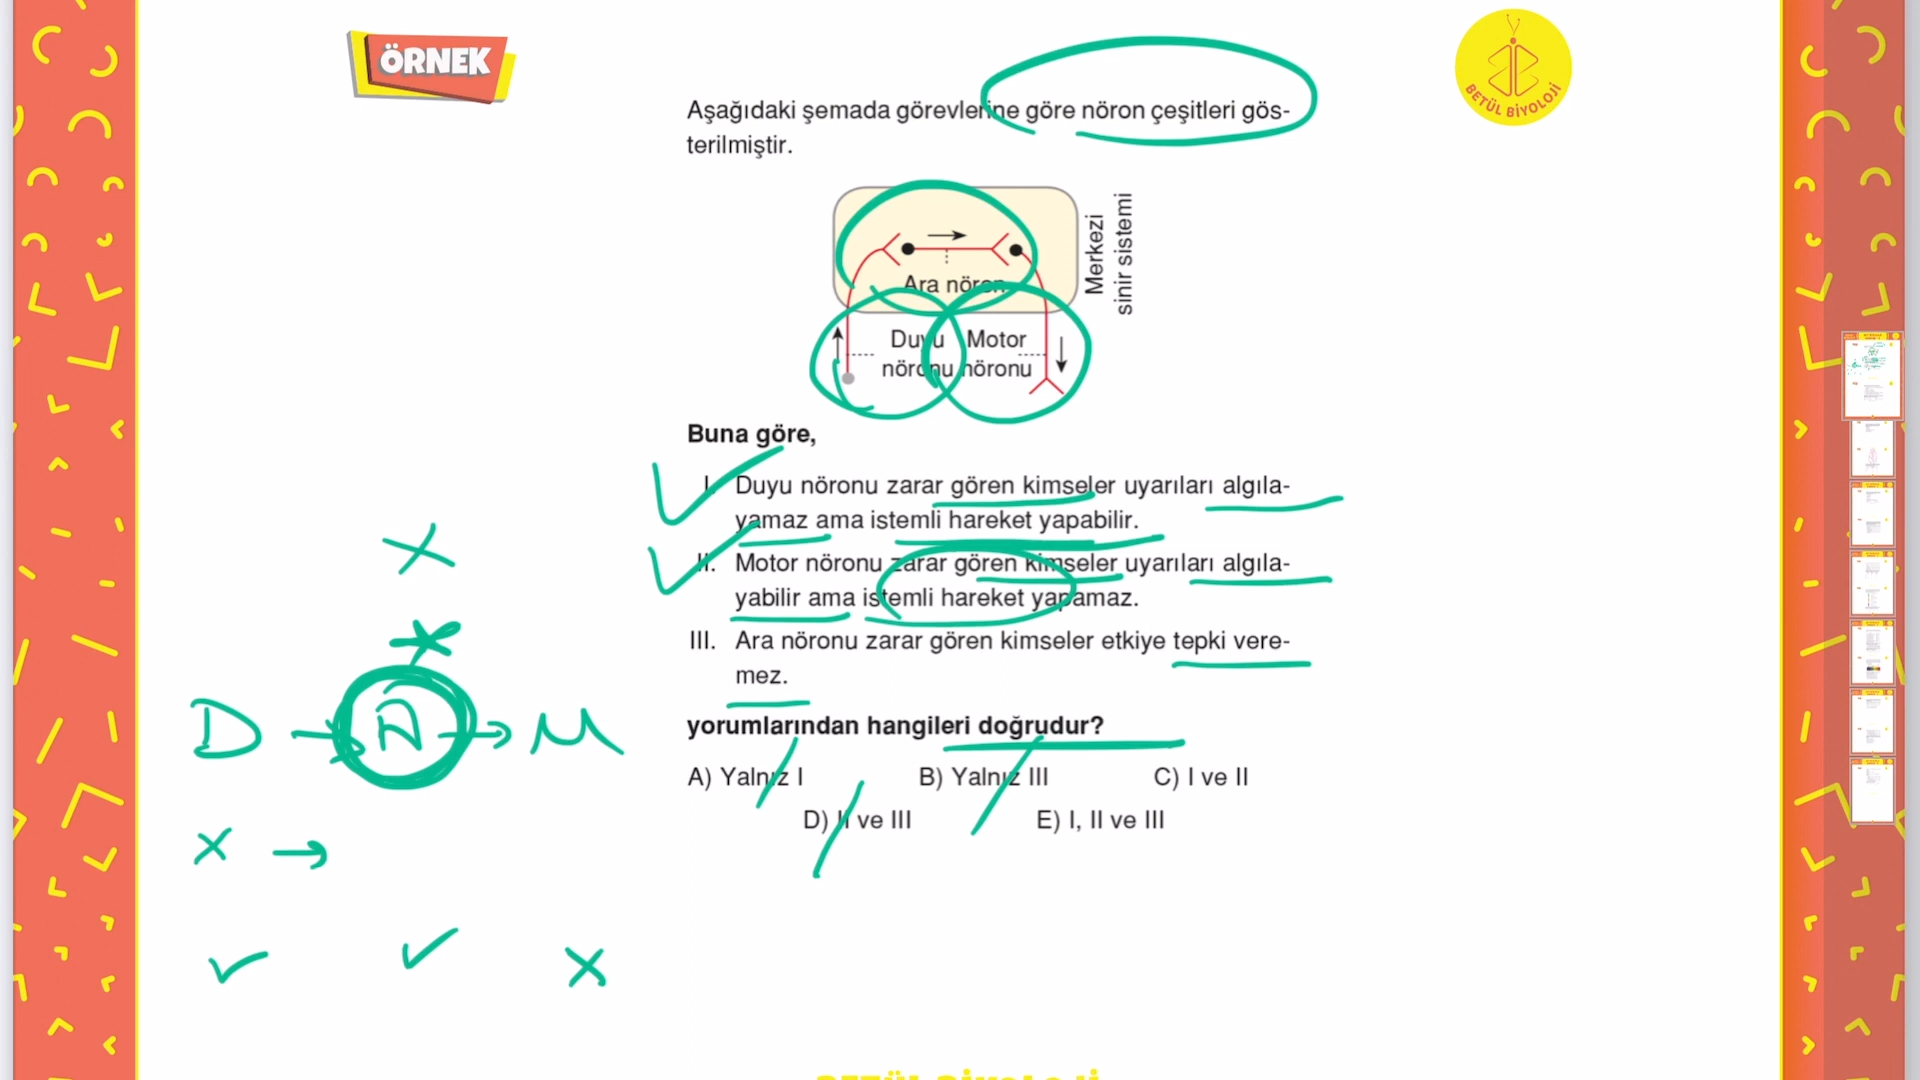 ÖRNEK
BETÜL BİYOLOJİ
Aşağıdaki şemada görevlerine göre nöron çeşitleri gös-
terilmiştir.
Ara nöron
Merkezi
sinir sistemi
Duyu
nöronu
Motor
nöronu
Buna göre,
I. Duyu nöronu zarar gören kimseler uyarıları algıla-
yamaz ama istemli hareket yapabilir.
II. Motor nöronu zarar gören kimseler uyarıları algıla-
yabilir ama istemli hareket yapamaz.
III. Ara nöronu zarar gören kimseler etkiye tepki vere-
mez.
yorumlarından hangileri doğrudur?
A) Yalnız I B) Yalnız III C) I ve II
D) II ve III E) I, II ve III
D → A → M
BETÜL BİYOLOJİ